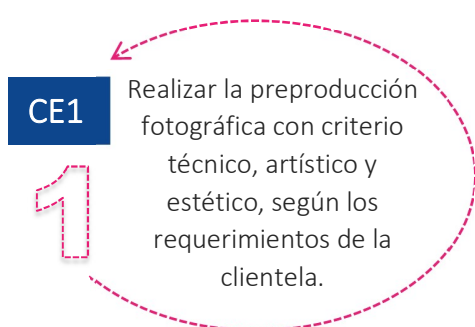 CE1
1
Realizar la preproducción
fotográfica con criterio
técnico, artístico y
estético, según los
requerimientos de la
clientela.